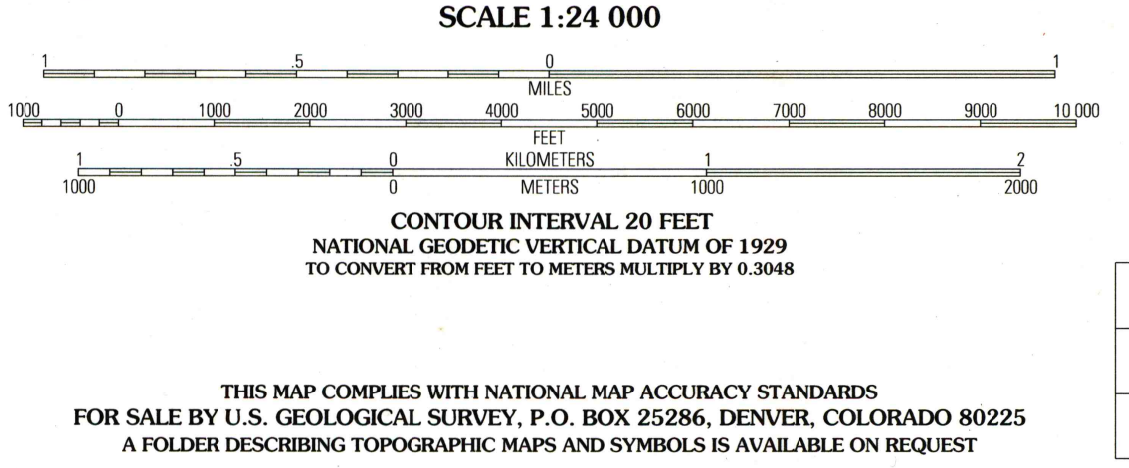 SCALE 1:24 000
1 .5 0 1
MILES
1000 0 1000 2000 3000 4000 5000 6000 7000 8000 9000 10 000
FEET
1 .5 0 KILOMETERS 1 2
1000 0 METERS 1000 2000
CONTOUR INTERVAL 20 FEET
NATIONAL GEODETIC VERTICAL DATUM OF 1929
TO CONVERT FROM FEET TO METERS MULTIPLY BY 0.3048
THIS MAP COMPLIES WITH NATIONAL MAP ACCURACY STANDARDS
FOR SALE BY U.S. GEOLOGICAL SURVEY, P.O. BOX 25286, DENVER, COLORADO 80225
A FOLDER DESCRIBING TOPOGRAPHIC MAPS AND SYMBOLS IS AVAILABLE ON REQUEST